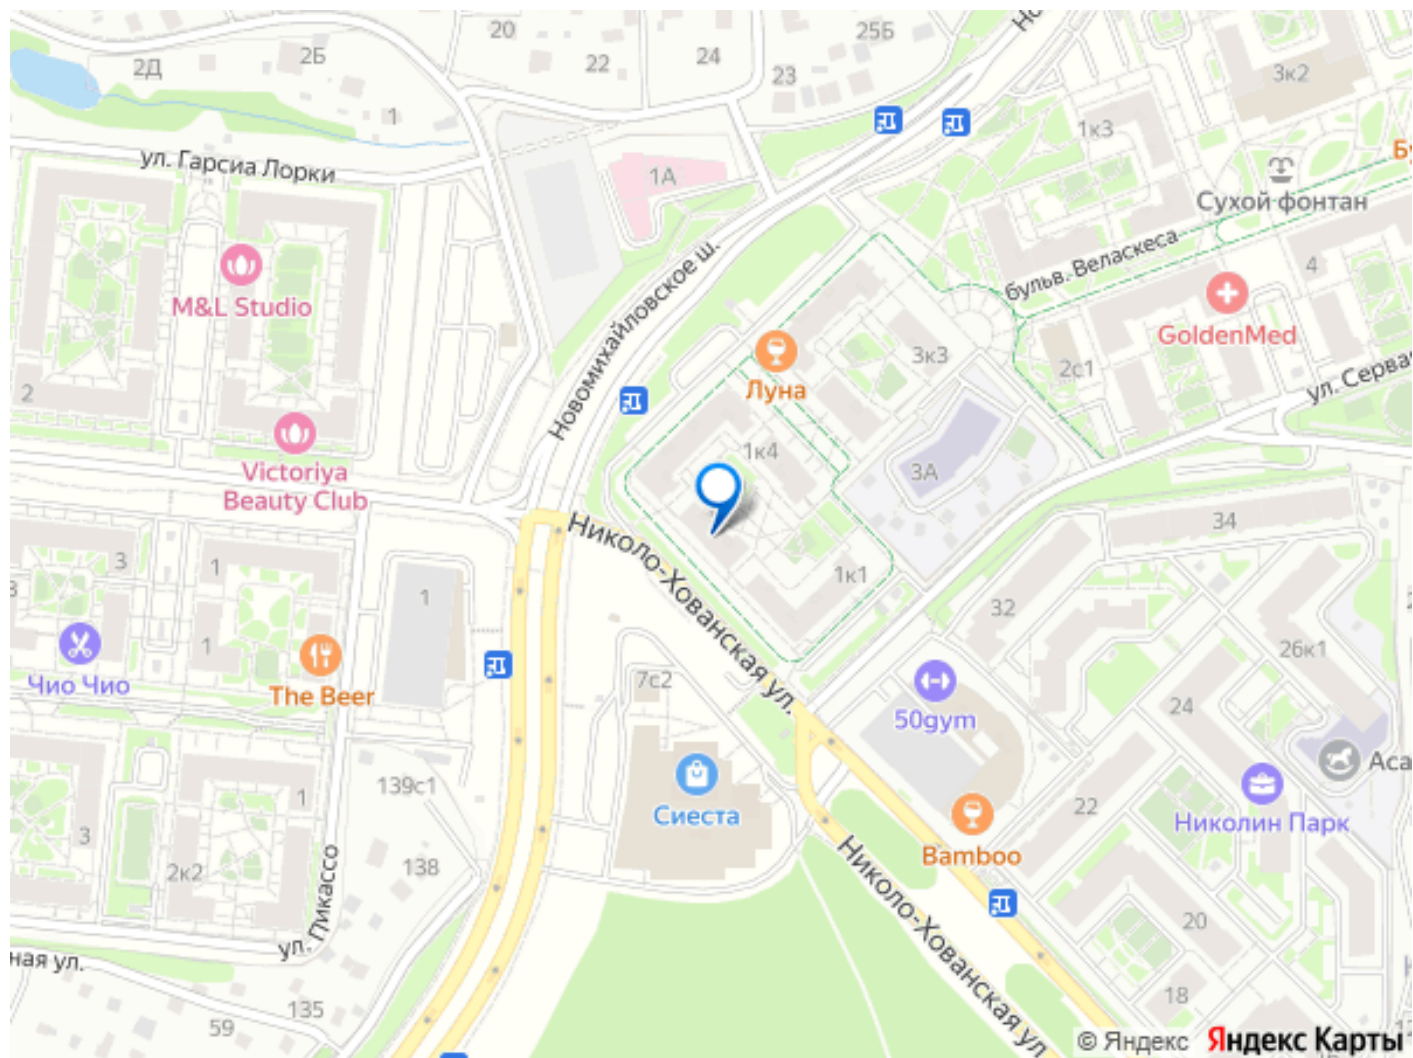 20
25Б
2Б
24
22
2Д
23
3к2
1
1к3
ул. Гарсиа Лорки
1А
Сухой фонтан
бульв. Веласкеса
Новомихайловское ш.
4
M&L Studio
GoldenMed
3к3
2с1
Луна
2
ул. Серва
1к4
Victoriya
Beauty Club
3А
34
Николо-Хованская ул.
3
1
1к1
1
32
3
1
26к1
Чио Чио
The Beer
7с2
50gym
24
Аса
139с1
Сиеста
1
22
Николин Парк
3
Bamboo
138
2к2
ул. Пикассо
Николо-Хованская ул.
20
ная ул.
18
135
59
© Яндекс Яндекс Карты